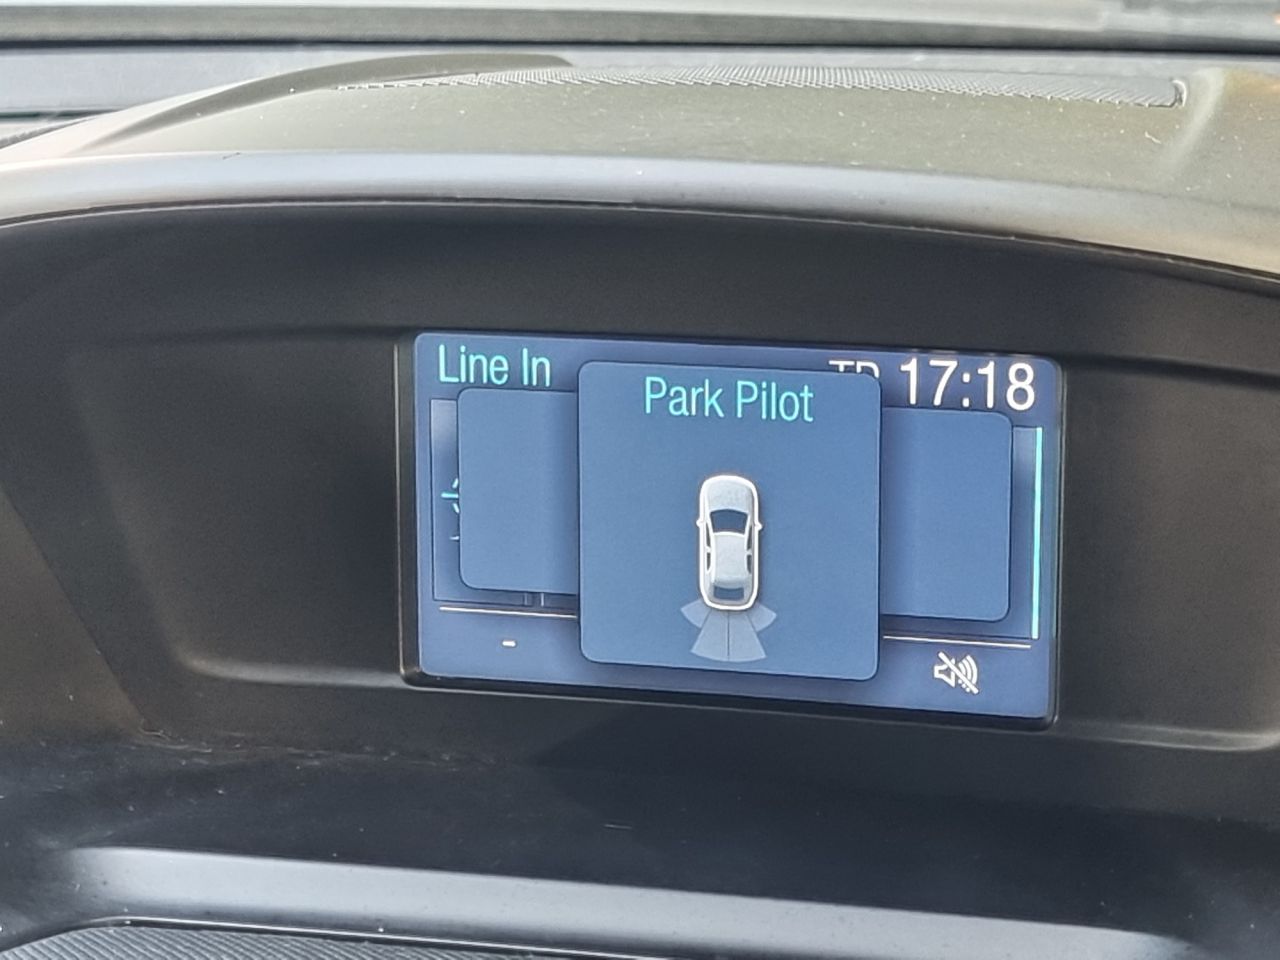 Line In
17:18
Park Pilot